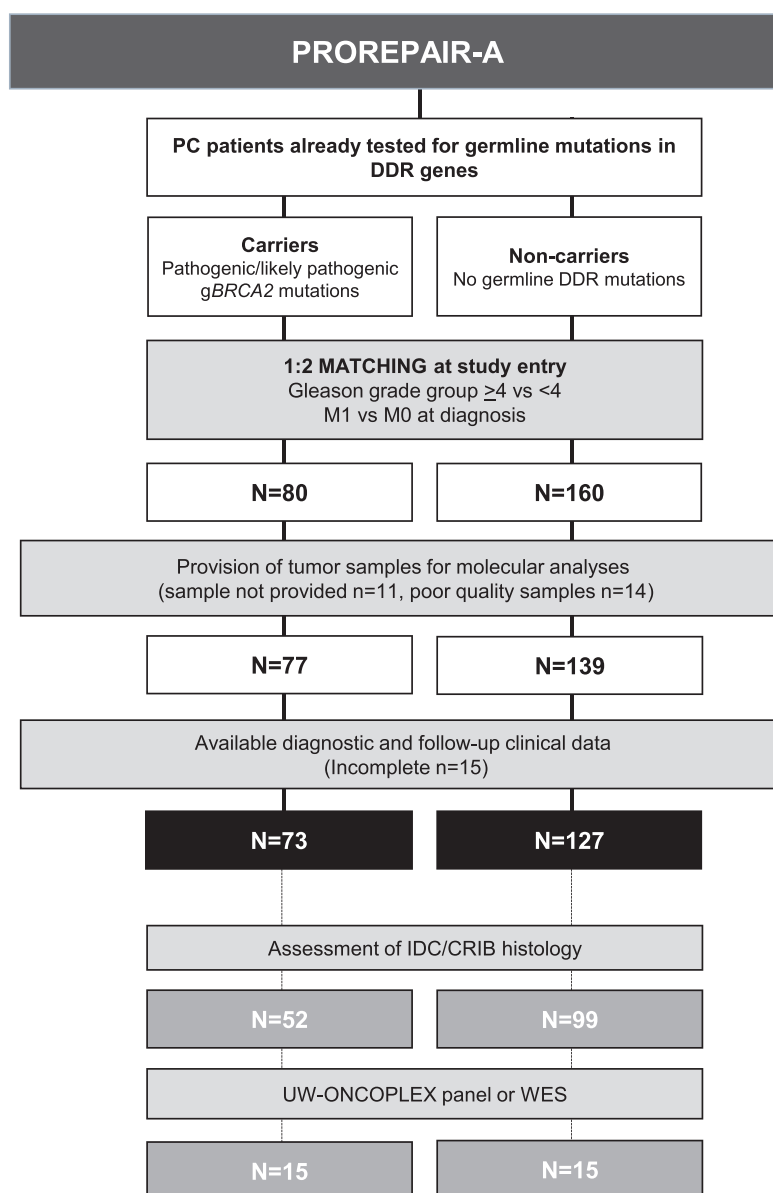 PROREPAIR-A
PC patients already tested for germline mutations in
DDR genes
Carriers
Pathogenic/likely pathogenic
gBRCA2 mutations
Non-carriers
No germline DDR mutations
1:2 MATCHING at study entry
Gleason grade group ≥4 vs <4
M1 vs M0 at diagnosis
N=80
N=160
Provision of tumor samples for molecular analyses
(sample not provided n=11, poor quality samples n=14)
N=77
N=139
Available diagnostic and follow-up clinical data
(Incomplete n=15)
N=73
N=127
Assessment of IDC/CRIB histology
N=52
N=99
UW-ONCOPLEX panel or WES
N=15
N=15